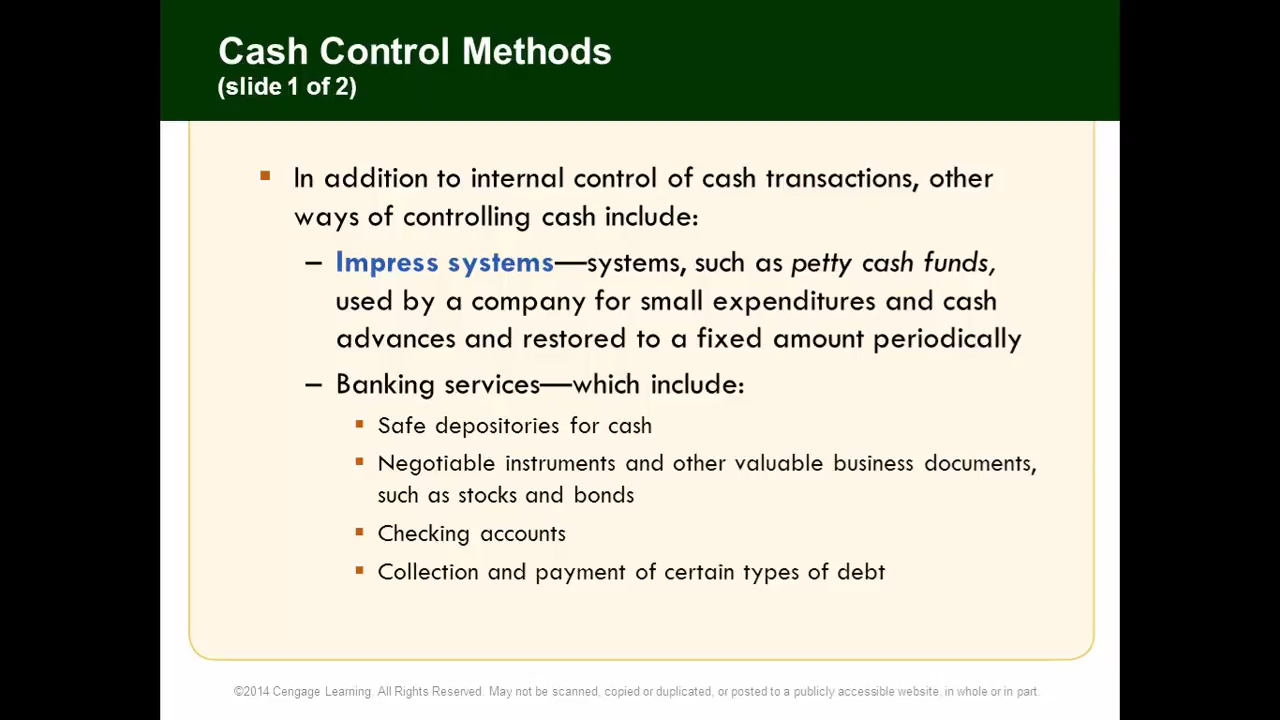 Cash Control Methods
(slide 1 of 2)
▪ In addition to internal control of cash transactions, other
ways of controlling cash include:
– Impress systems—systems, such as petty cash funds,
used by a company for small expenditures and cash
advances and restored to a fixed amount periodically
– Banking services—which include:
▪ Safe depositories for cash
▪ Negotiable instruments and other valuable business documents,
such as stocks and bonds
▪ Checking accounts
▪ Collection and payment of certain types of debt
©2014 Cengage Learning. All Rights Reserved. May not be scanned, copied or duplicated, or posted to a publicly accessible website, in whole or in part.